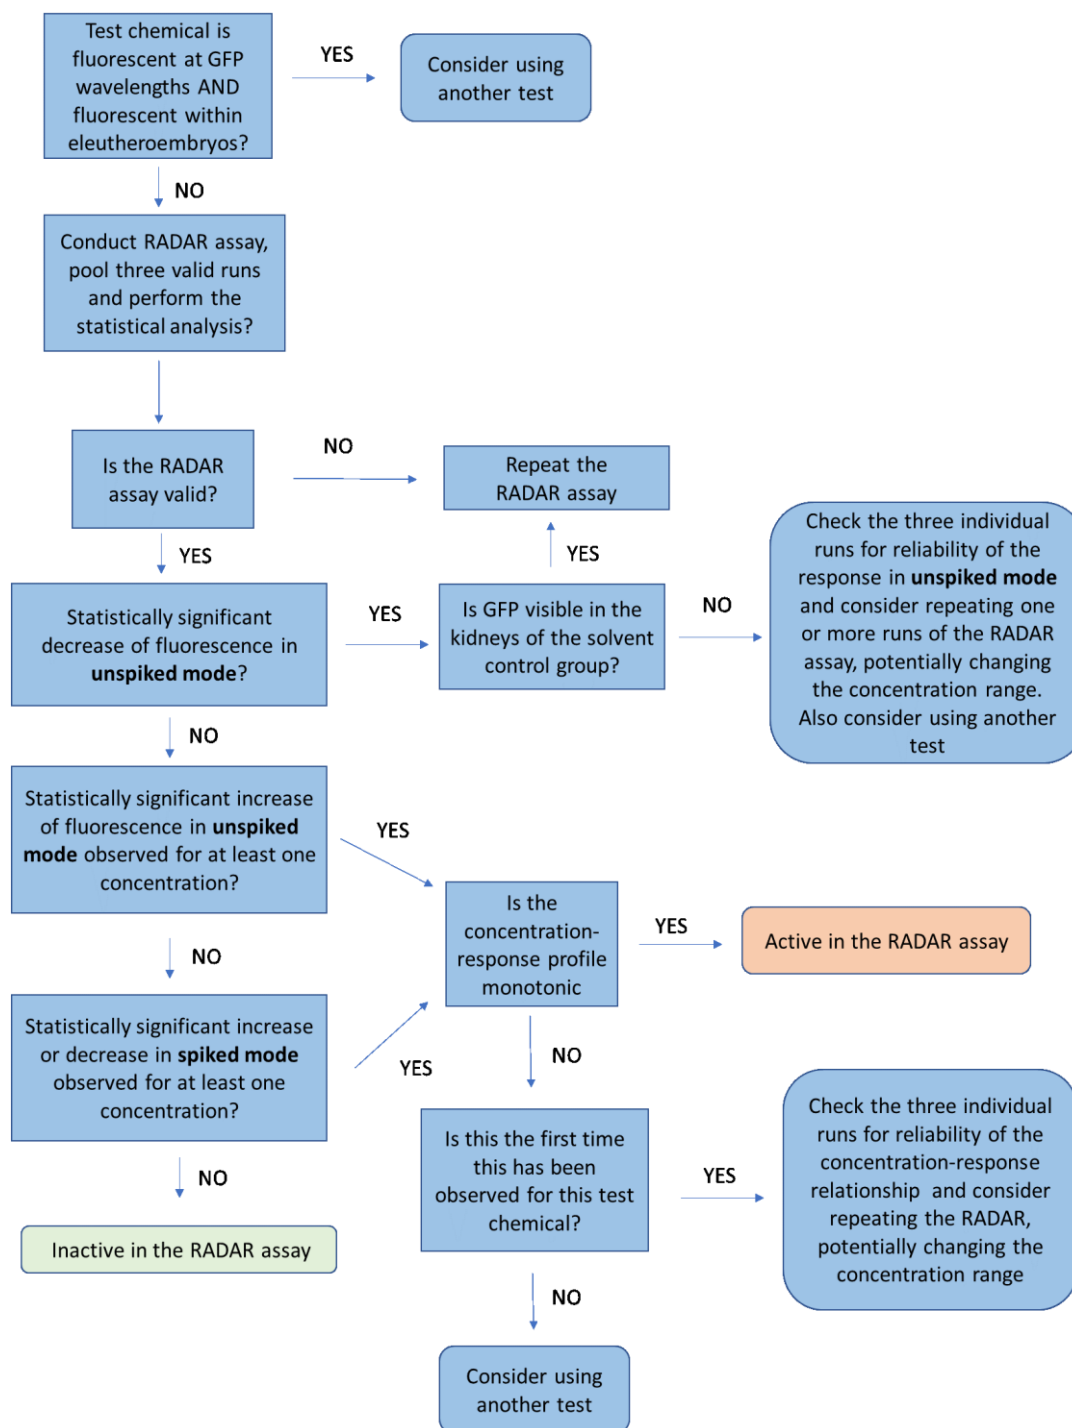 Test chemical is
fluorescent at GFP
wavelengths AND
fluorescent within
eleutheroembryos?
YES
Consider using
another test
NO
Conduct RADAR assay,
pool three valid runs
and perform the
statistical analysis?
Is the RADAR
assay valid?
NO
Repeat the
RADAR assay
YES
YES
Statistically significant
decrease of fluorescence in
unspiked mode?
YES
Is GFP visible in the
kidneys of the solvent
control group?
NO
Check the three individual
runs for reliability of the
response in unspiked mode
and consider repeating one
or more runs of the RADAR
assay, potentially changing
the concentration range.
Also consider using another
test
NO
Statistically significant increase
of fluorescence in unspiked
mode observed for at least one
concentration?
YES
Is the
concentration-
response profile
monotonic
YES
Active in the RADAR assay
NO
Statistically significant increase
or decrease in spiked mode
observed for at least one
concentration?
YES
NO
Is this the first time
this has been
observed for this test
chemical?
YES
Check the three individual
runs for reliability of the
concentration-response
relationship and consider
repeating the RADAR,
potentially changing the
concentration range
NO
Inactive in the RADAR assay
NO
Consider using
another test